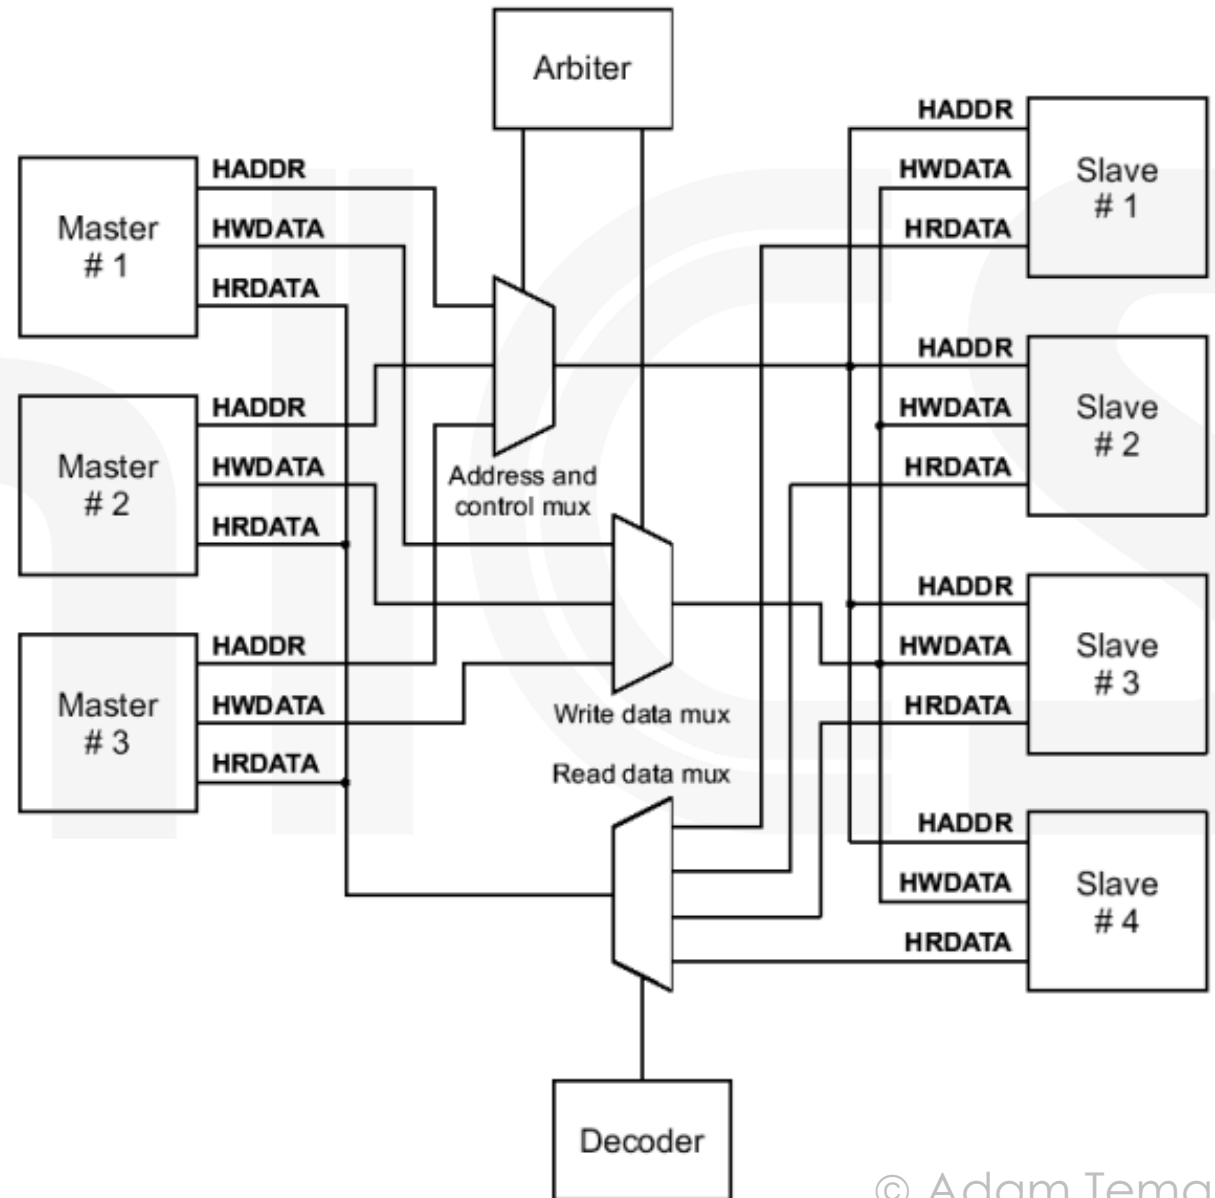 Arbiter
Master
# 1
HADDR
HWDATA
HRDATA
Master
# 2
HADDR
HWDATA
HRDATA
Master
# 3
HADDR
HWDATA
HRDATA
Address and
control mux
Write data mux
Read data mux
HADDR
HWDATA
HRDATA
Slave
# 1
HADDR
HWDATA
HRDATA
Slave
# 2
HADDR
HWDATA
HRDATA
Slave
# 3
HADDR
HWDATA
HRDATA
Slave
# 4
Decoder
© Adam Tema